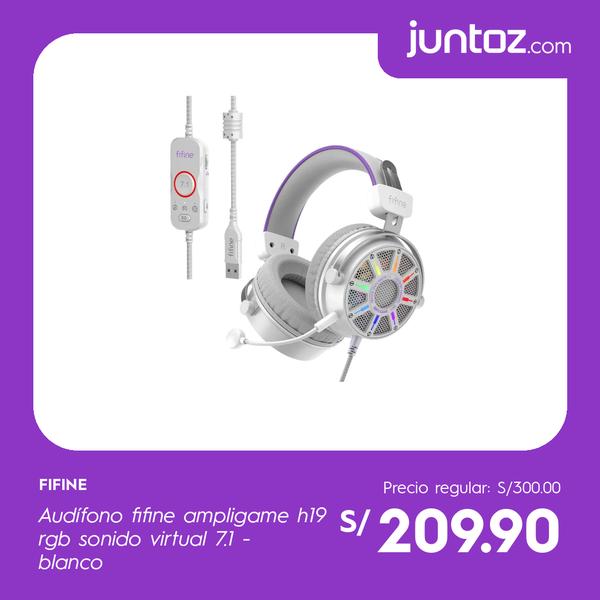 juntoz.com
fifine
7.1
fifine
fifine
FIFINE
Audífono fifine ampligame h19
rgb sonido virtual 7.1 -
blanco
Precio regular: S/300.00
S/ 209.90